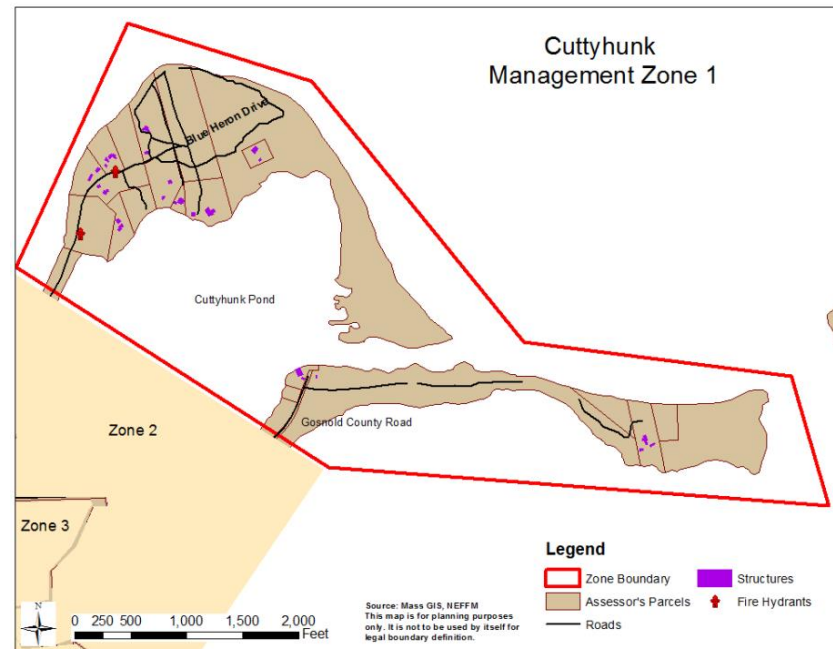 Cuttyhunk
Management Zone 1
Blue Heron Drive
Cuttyhunk Pond
Gosnold County Road
Zone 2
Zone 3
Legend
Zone Boundary
Structures
Assessor's Parcels
Fire Hydrants
Roads
N
0 250 500 1,000 1,500 2,000
Feet
Source: Mass GIS, NEFFM
This map is for planning purposes
only. It is not to be used by itself for
legal boundary definition.